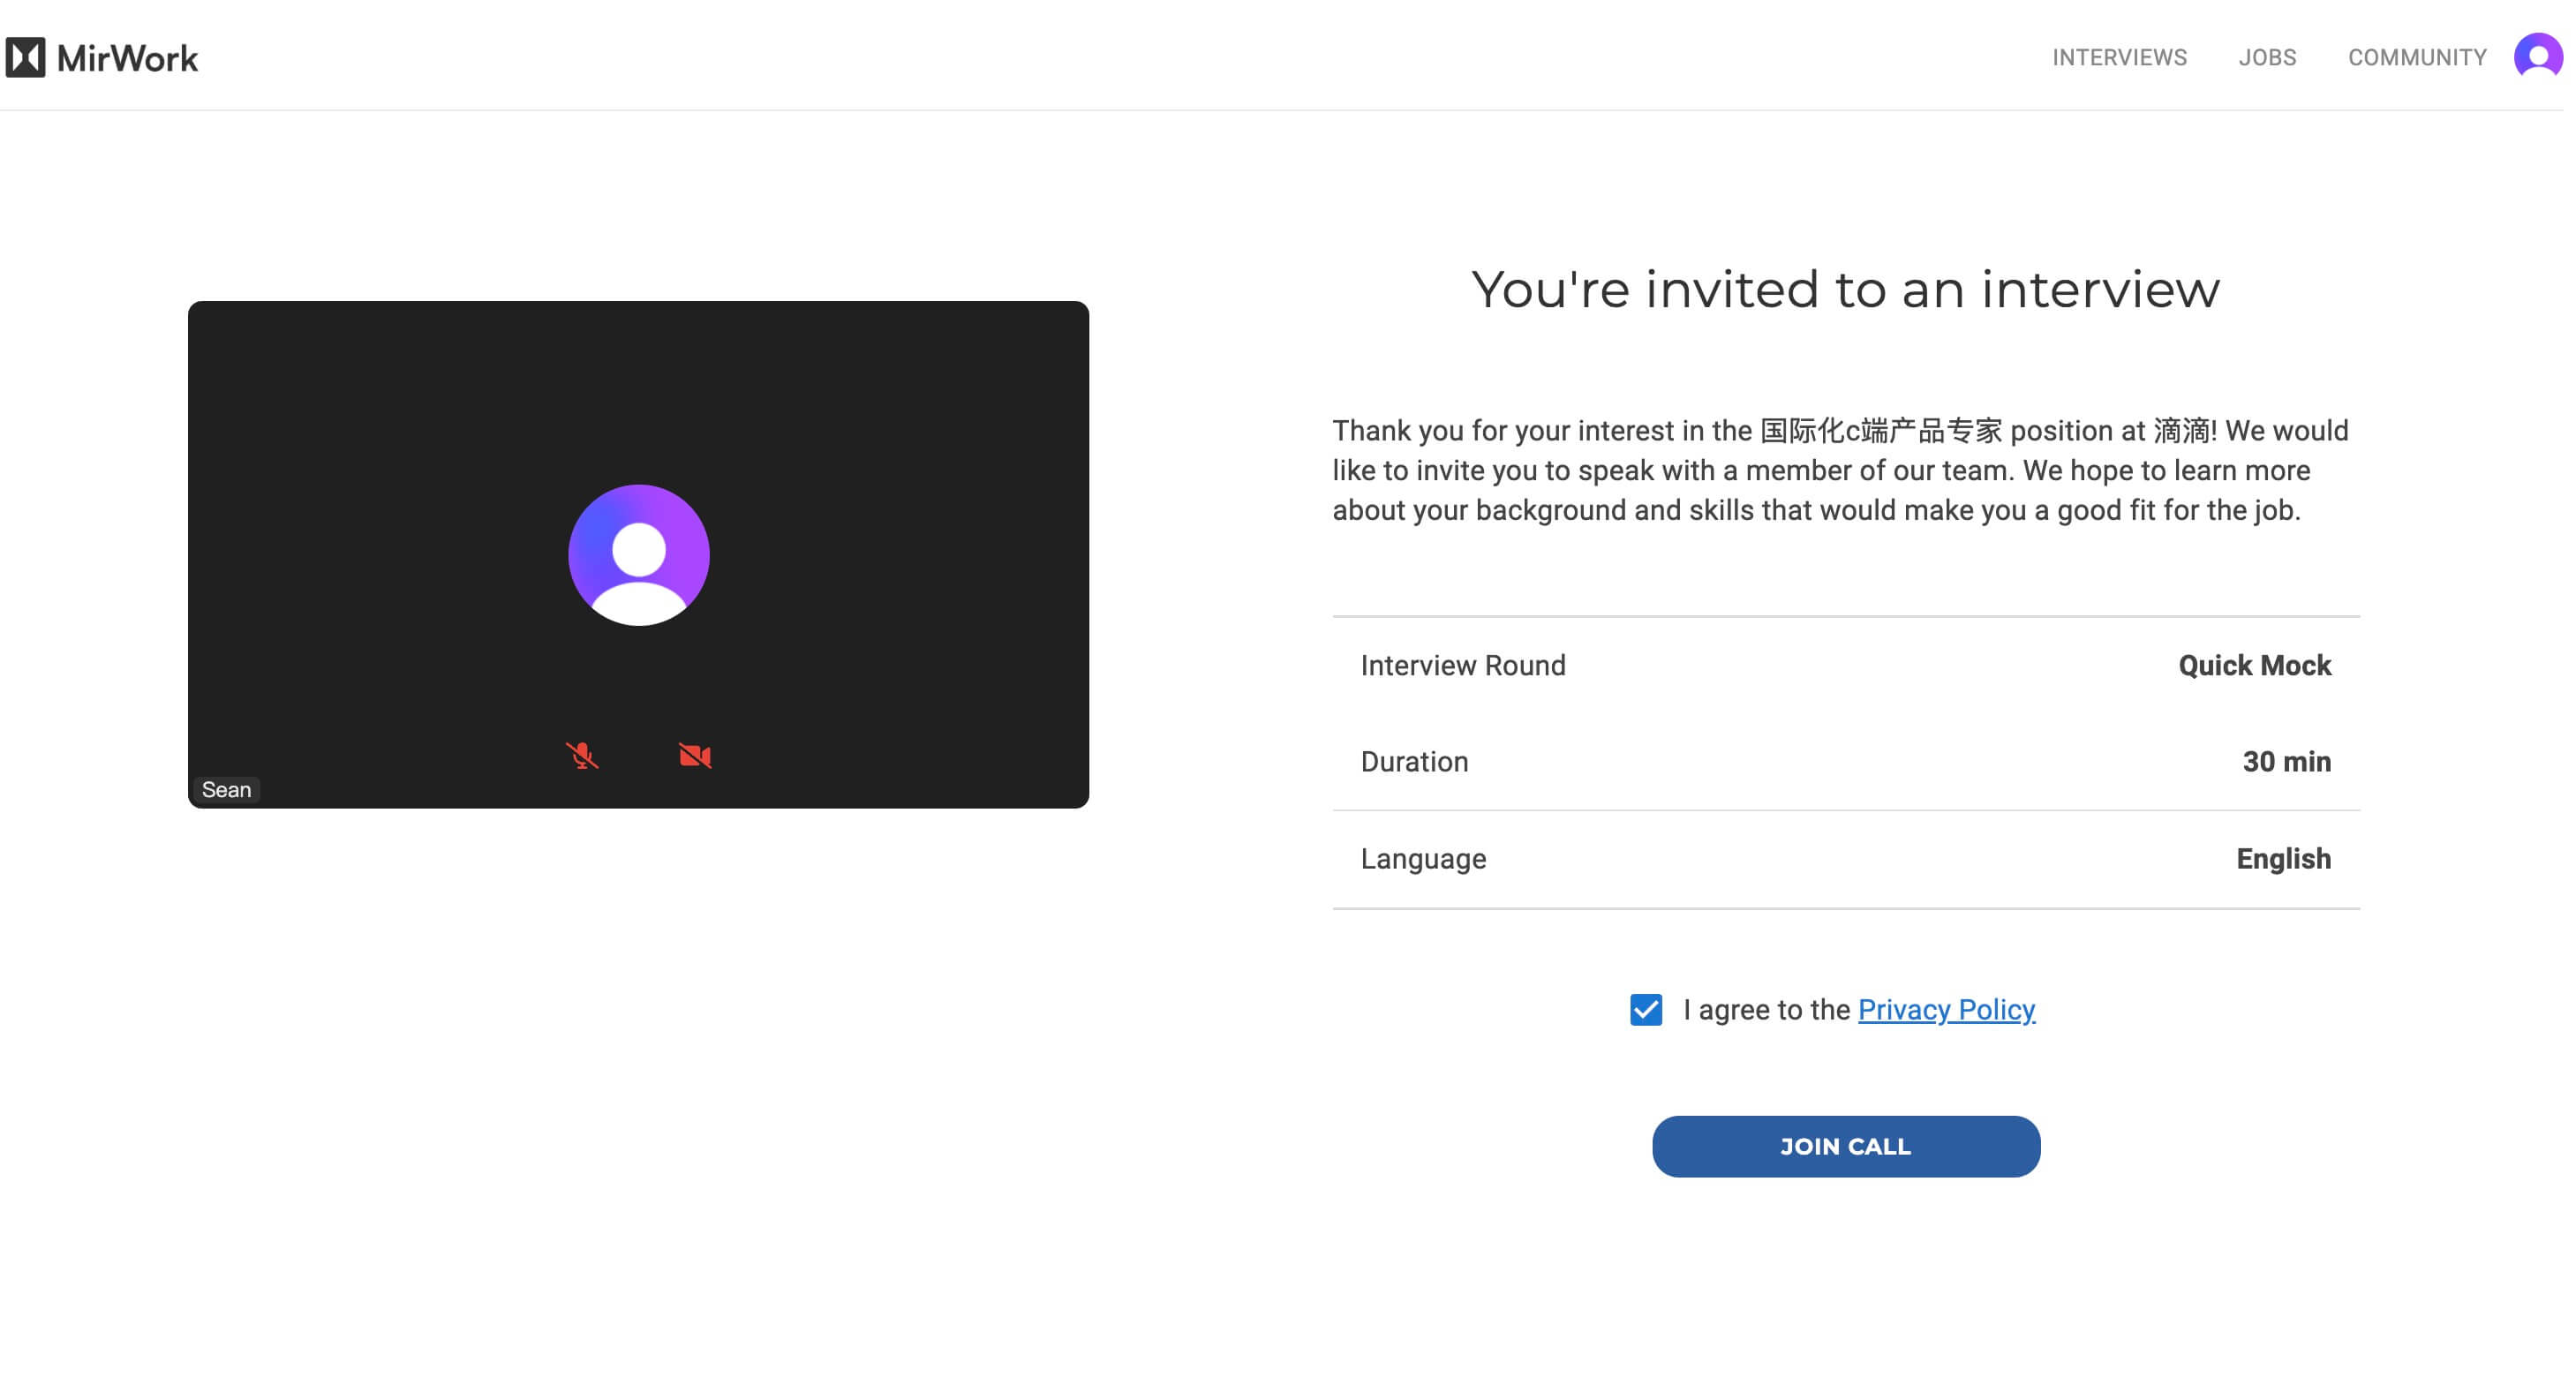 MirWork
INTERVIEWS JOBS COMMUNITY
Sean
You're invited to an interview
Thank you for your interest in the 国际化c端产品专家 position at 滴滴! We would
like to invite you to speak with a member of our team. We hope to learn more
about your background and skills that would make you a good fit for the job.
Interview Round Quick Mock
Duration 30 min
Language English
I agree to the Privacy Policy
JOIN CALL